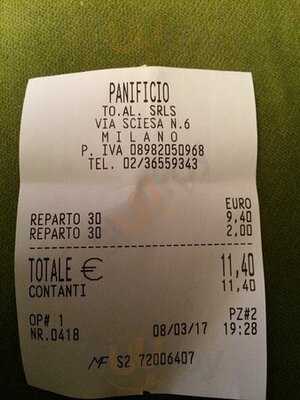 PANIFICIO
TO.AL. SRLS
VIA SCIESA N.6
MILANO
P. IVA 08982050968
TEL. 02/36559343
EURO
REPARTO 30 9,40
REPARTO 30 2,00
TOTALE € 11,40
CONTANTI 11,40
OP# 1 PZ#2
NR.0418 08/03/17 19:28
MF S2 72006407